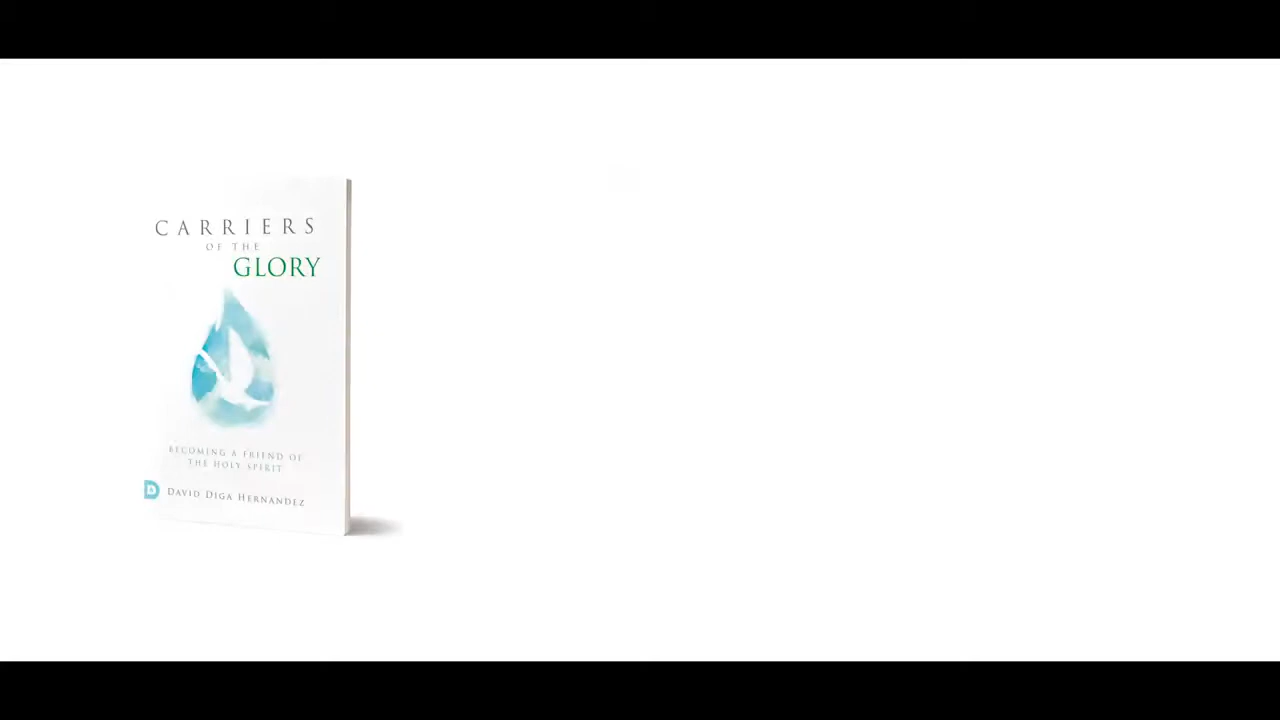 CARRIERS
OF THE
GLORY
BECOMING A FRIEND OF
THE HOLY SPIRIT
DAVID DIGA HERNANDEZ